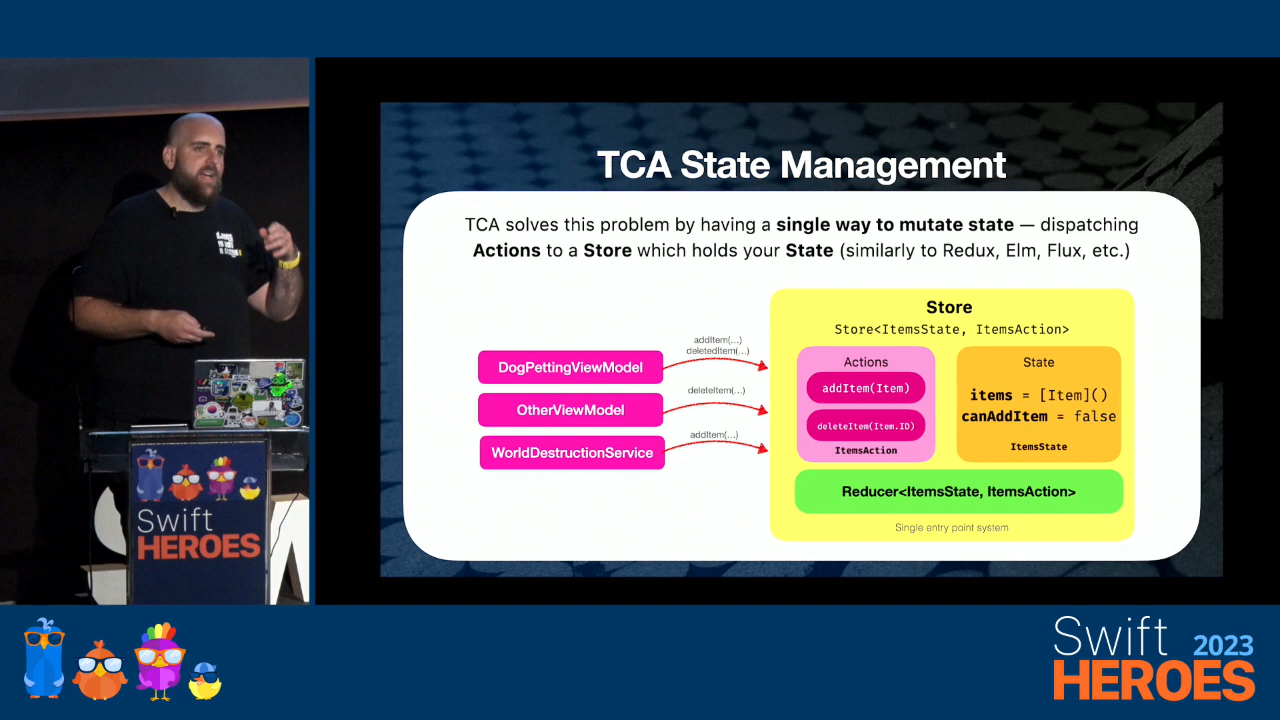 TCA State Management
TCA solves this problem by having a single way to mutate state — dispatching
Actions to a Store which holds your State (similarly to Redux, Elm, Flux, etc.)
DogPettingViewModel
OtherViewModel
WorldDestructionService
addItem(...)
deletedItem(...)
deleteItem(...)
addItem(...)
Store
Store<ItemsState, ItemsAction>
Actions
addItem(Item)
deleteItem(Item.ID)
ItemsAction
State
items = [Item]()
canAddItem = false
ItemsState
Reducer<ItemsState, ItemsAction>
Single entry point system
Swift
HEROES
Swift 2023
HEROES